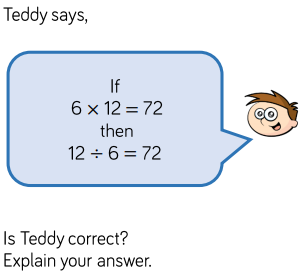 Teddy says,
If
6 × 12 = 72
then
12 ÷ 6 = 72
Is Teddy correct?
Explain your answer.